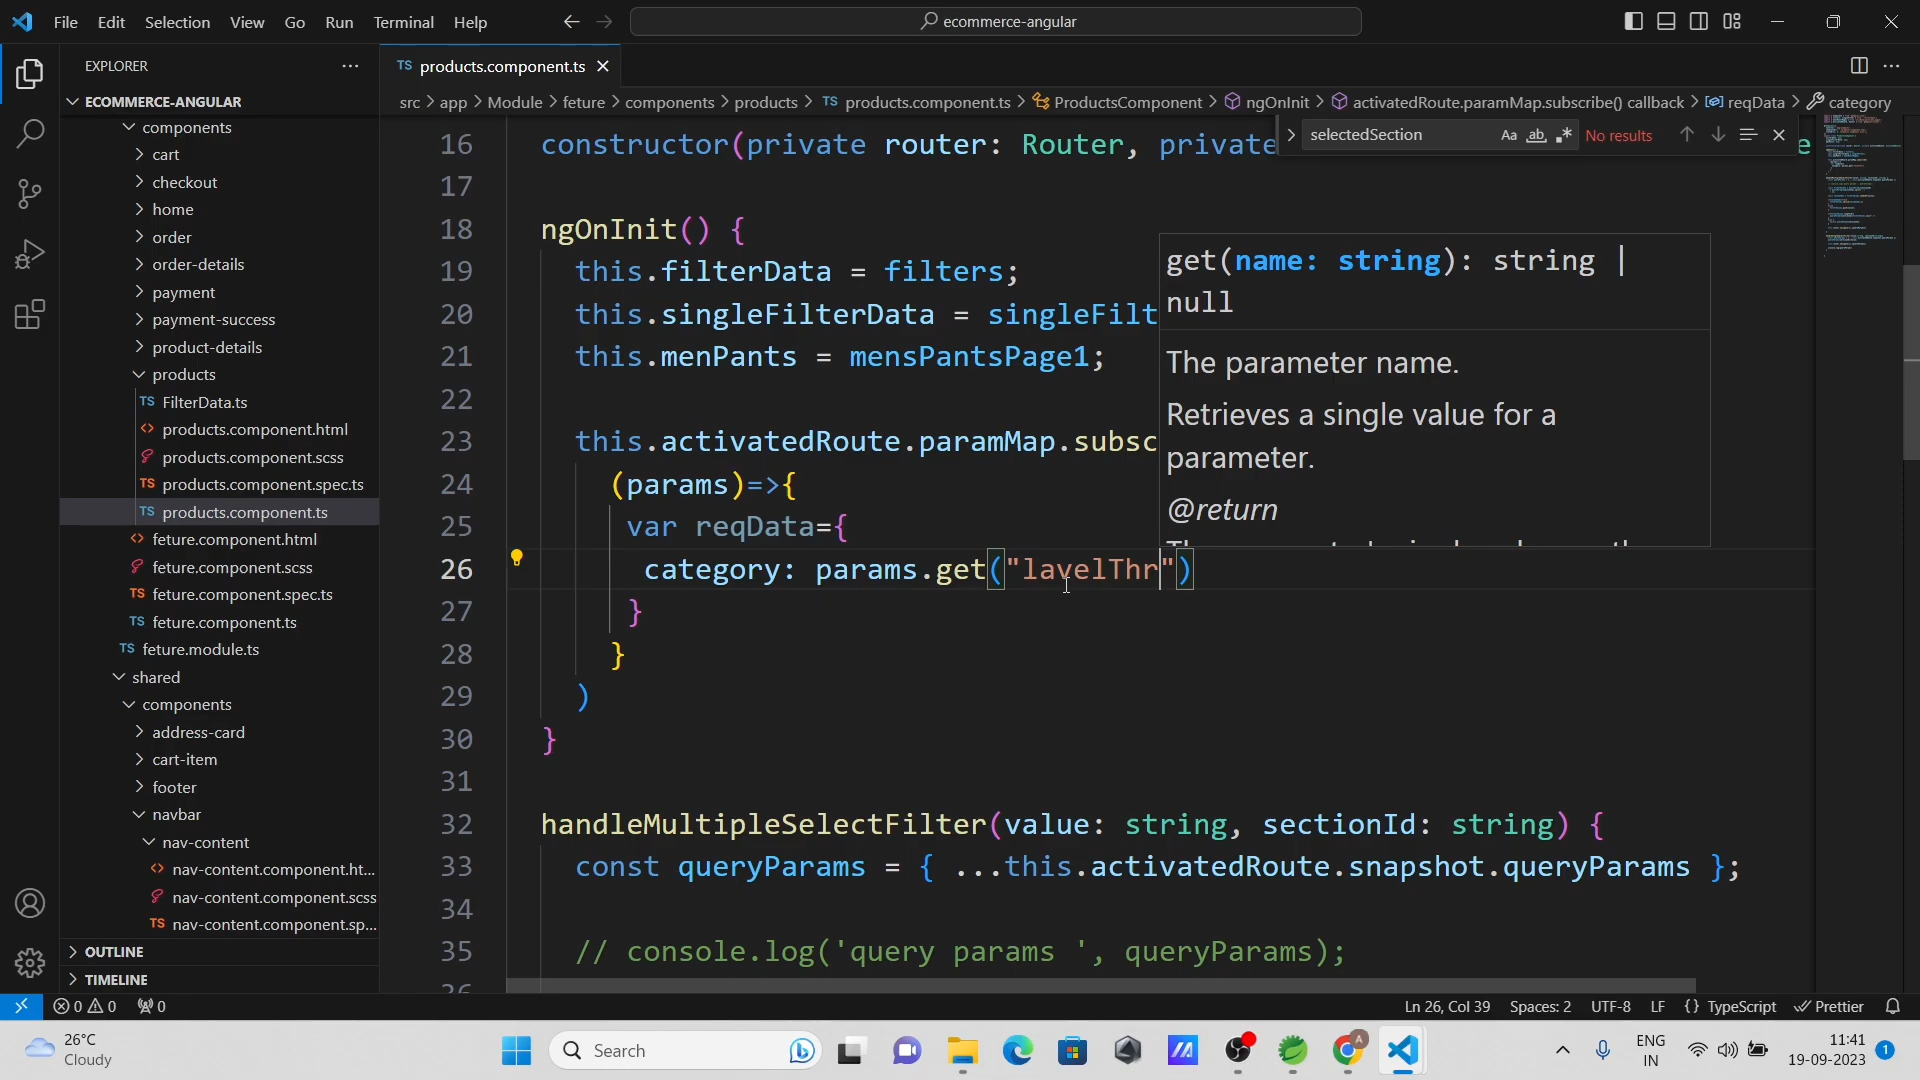 File Edit Selection View Go Run Terminal Help
ecommerce-angular
EXPLORER
ECOMMERCE-ANGULAR
components
cart
checkout
home
order
order-details
payment
payment-success
product-details
products
TS FilterData.ts
<> products.component.html
products.component.scss
TS products.component.spec.ts
TS products.component.ts
<> feture.component.html
feture.component.scss
TS feture.component.spec.ts
TS feture.component.ts
TS feture.module.ts
shared
components
address-card
cart-item
footer
navbar
nav-content
<> nav-content.component.ht...
nav-content.component.scss
TS nav-content.component.sp...
OUTLINE
TIMELINE
TS products.component.ts
src > app > Module > feture > components > products > TS products.component.ts > ProductsComponent > ngOnInit > activatedRoute.paramMap.subscribe() callback > reqData > category
selectedSection Aa ab .* No results
16 constructor(private router: Router, private e
17
18 ngOnInit() {
19 this.filterData = filters;
20 this.singleFilterData = singleFilt
21 this.menPants = mensPantsPage1;
22
23 this.activatedRoute.paramMap.subsc
24 (params)=>{
25 var reqData={
26 category: params.get("lavelThr")
27 }
28 }
29 )
30 }
31
32 handleMultipleSelectFilter(value: string, sectionId: string) {
33 const queryParams = { ...this.activatedRoute.snapshot.queryParams };
34
35 // console.log('query params ', queryParams);
36
get(name: string): string |
null
The parameter name.
Retrieves a single value for a
parameter.
@return
0 0 0
Ln 26, Col 39 Spaces: 2 UTF-8 LF {} TypeScript Prettier
26°C
Cloudy
Search
ENG
IN
11:41
19-09-2023
1
A